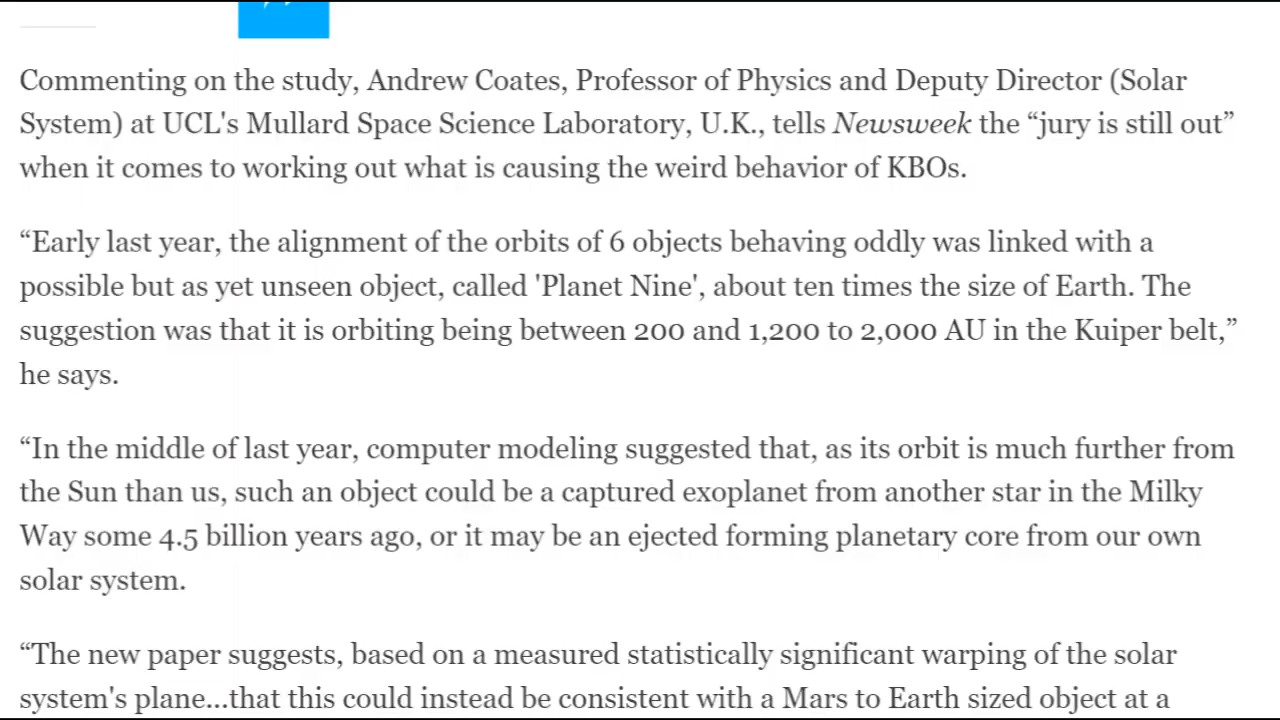 Commenting on the study, Andrew Coates, Professor of Physics and Deputy Director (Solar
System) at UCL's Mullard Space Science Laboratory, U.K., tells Newsweek the “jury is still out”
when it comes to working out what is causing the weird behavior of KBOs.
“Early last year, the alignment of the orbits of 6 objects behaving oddly was linked with a
possible but as yet unseen object, called 'Planet Nine', about ten times the size of Earth. The
suggestion was that it is orbiting being between 200 and 1,200 to 2,000 AU in the Kuiper belt,”
he says.
“In the middle of last year, computer modeling suggested that, as its orbit is much further from
the Sun than us, such an object could be a captured exoplanet from another star in the Milky
Way some 4.5 billion years ago, or it may be an ejected forming planetary core from our own
solar system.
“The new paper suggests, based on a measured statistically significant warping of the solar
system's plane...that this could instead be consistent with a Mars to Earth sized object at a